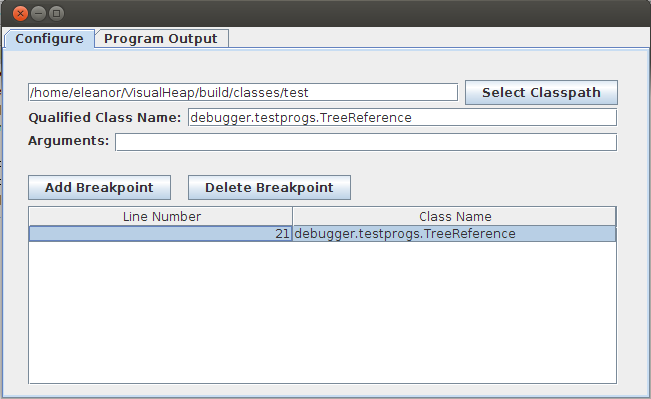 Configure Program Output
/home/eleanor/VisualHeap/build/classes/test Select Classpath
Qualified Class Name: debugger.testprogs.TreeReference
Arguments:
Add Breakpoint Delete Breakpoint
Line Number Class Name
21 debugger.testprogs.TreeReference